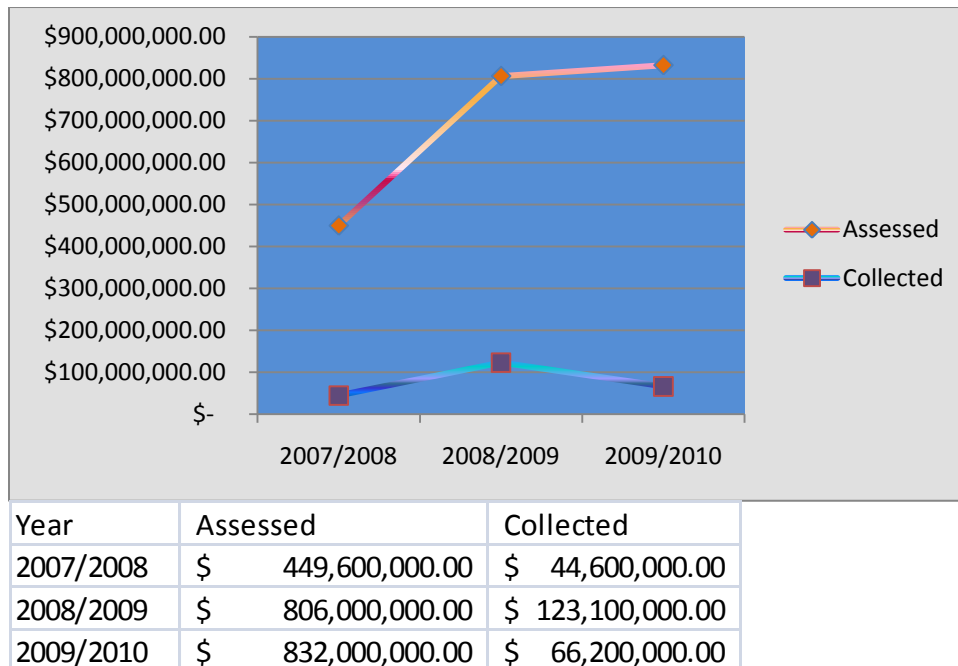 $900,000,000.00
$800,000,000.00
$700,000,000.00
$600,000,000.00
$500,000,000.00
$400,000,000.00
$300,000,000.00
$200,000,000.00
$100,000,000.00
$-
2007/2008 2008/2009 2009/2010
Assessed
Collected
Year Assessed Collected
2007/2008 $ 449,600,000.00 $ 44,600,000.00
2008/2009 $ 806,000,000.00 $ 123,100,000.00
2009/2010 $ 832,000,000.00 $ 66,200,000.00